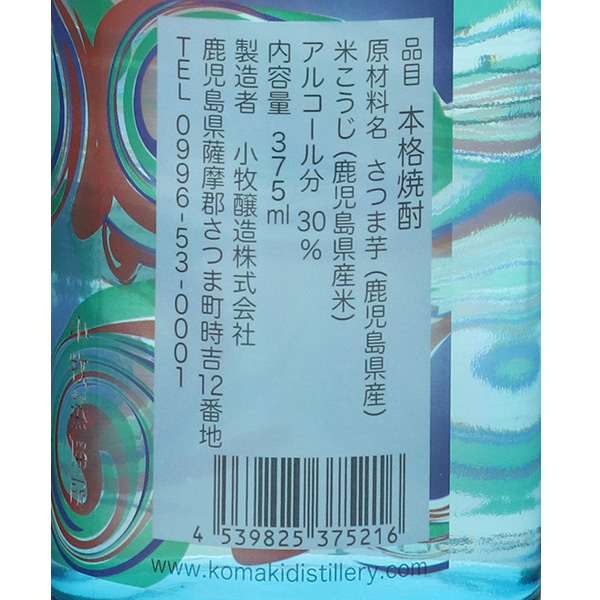 品目 本格焼酎
原材料名 さつま芋(鹿児島県産)
米こうじ(鹿児島県産米)
アルコール分 30%
内容量 375ml
製造者 小牧醸造株式会社
鹿児島県薩摩郡さつま町時吉12番地
TEL 0996-53-0001
4 539825 375216
www.komakidistillery.com